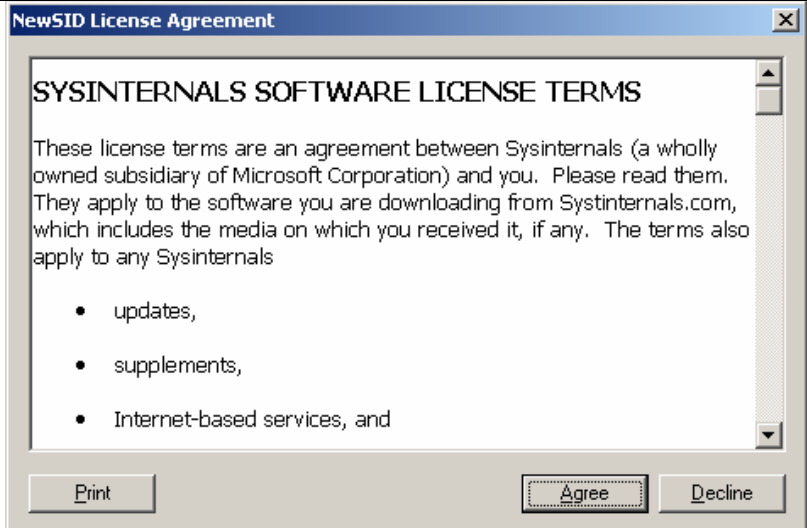 NewSID License Agreement
SYSINTERNALS SOFTWARE LICENSE TERMS
These license terms are an agreement between Sysinternals (a wholly
owned subsidiary of Microsoft Corporation) and you.  Please read them.
They apply to the software you are downloading from Systinternals.com,
which includes the media on which you received it, if any.  The terms also
apply to any Sysinternals
• updates,
• supplements,
• Internet-based services, and
Print
Agree
Decline